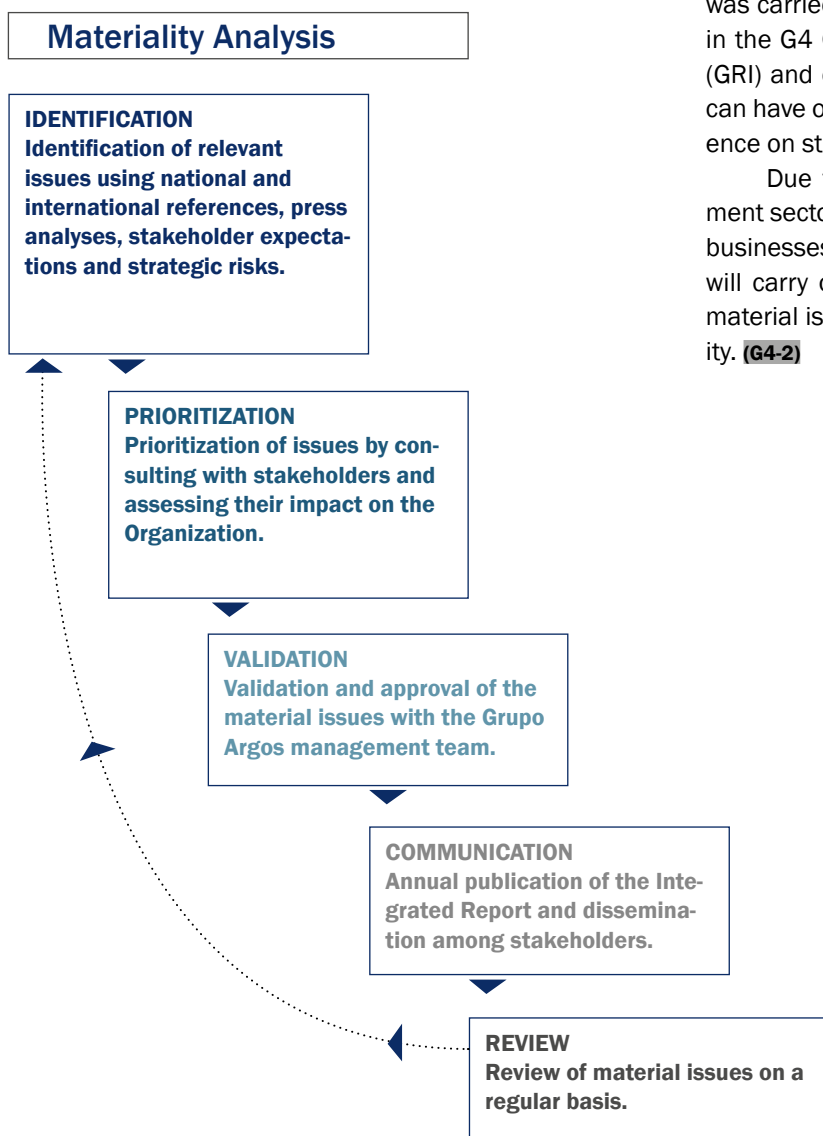 Materiality Analysis
IDENTIFICATION
Identification of relevant
issues using national and
international references, press
analyses, stakeholder expecta-
tions and strategic risks.
PRIORITIZATION
Prioritization of issues by con-
sulting with stakeholders and
assessing their impact on the
Organization.
VALIDATION
Validation and approval of the
material issues with the Grupo
Argos management team.
COMMUNICATION
Annual publication of the Inte-
grated Report and dissemina-
tion among stakeholders.
REVIEW
Review of material issues on a
regular basis.
was carried
in the G4
(GRI) and
can have o
ence on st
Due
ment secto
businesses
will carry
material is
ity. (G4-2)